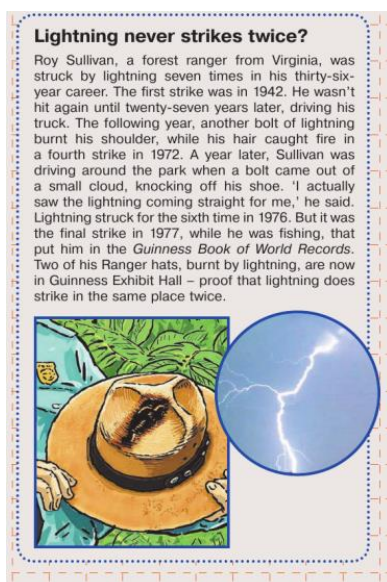 Lightning never strikes twice?
Roy Sullivan, a forest ranger from Virginia, was
struck by lightning seven times in his thirty-six-
year career. The first strike was in 1942. He wasn't
hit again until twenty-seven years later, driving his
truck. The following year, another bolt of lightning
burnt his shoulder, while his hair caught fire in
a fourth strike in 1972. A year later, Sullivan was
driving around the park when a bolt came out of
a small cloud, knocking off his shoe. 'I actually
saw the lightning coming straight for me,' he said.
Lightning struck for the sixth time in 1976. But it was
the final strike in 1977, while he was fishing, that
put him in the Guinness Book of World Records.
Two of his Ranger hats, burnt by lightning, are now
in Guinness Exhibit Hall – proof that lightning does
strike in the same place twice.